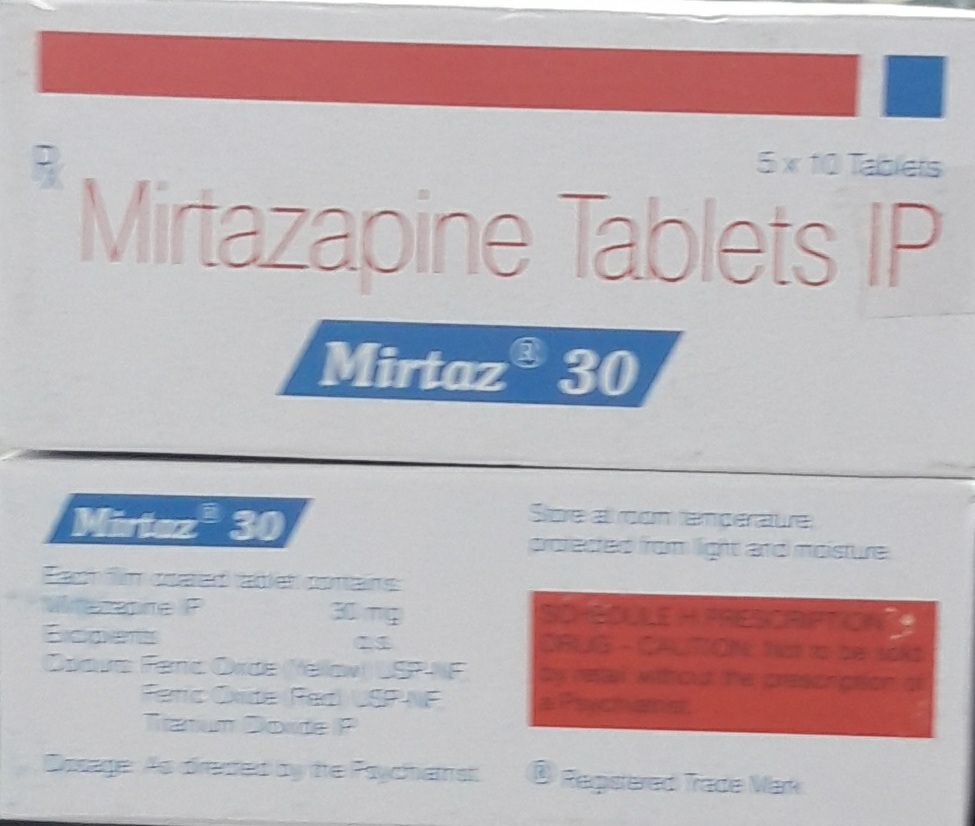 5 x 10 Tablets
Rx
Mirtazapine Tablets IP
Mirtaz® 30
Mirtaz® 30
Each film coated tablet contains:
Mirtazapine IP 30 mg
Excipients q.s.
Colours: Ferric Oxide (Yellow) USP-NF,
Ferric Oxide (Red) USP-NF,
Titanium Dioxide IP
Dosage: As directed by the Psychiatrist.
Store at room temperature,
protected from light and moisture.
SCHEDULE H PRESCRIPTION
DRUG - CAUTION: Not to be sold
by retail without the prescription of
a Psychiatrist.
® Registered Trade Mark